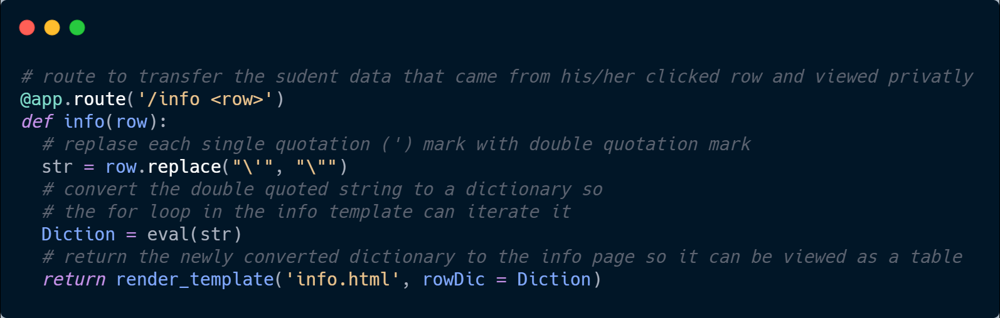 # route to transfer the sudent data that came from his/her clicked row and viewed privatly
@app.route('/info <row>')
def info(row):
  # replase each single quotation (') mark with double quotation mark
  str = row.replace("\'", "\"")
  # convert the double quoted string to a dictionary so
  # the for loop in the info template can iterate it
  Diction = eval(str)
  # return the newly converted dictionary to the info page so it can be viewed as a table
  return render_template('info.html', rowDic = Diction)